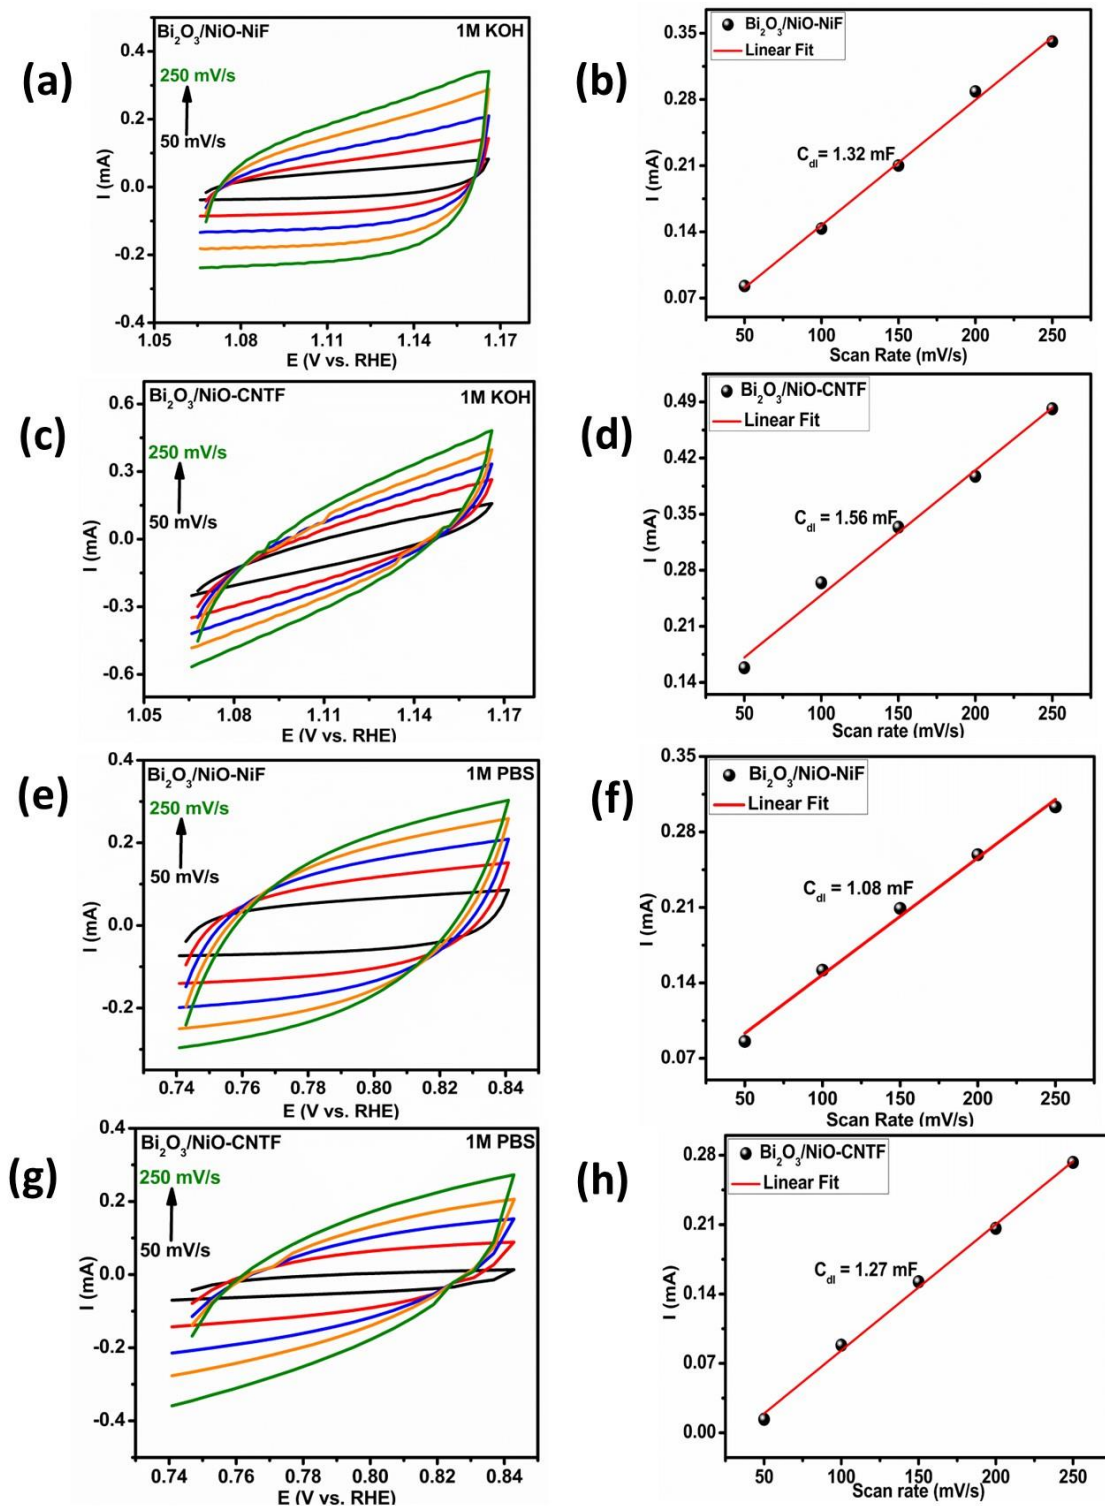 (a)
Bi₂O₃/NiO-NiF 1M KOH
250 mV/s
50 mV/s
I (mA)
0.4
0.2
0.0
-0.2
-0.4
1.05 1.08 1.11 1.14 1.17
E (V vs. RHE)
(b)
Bi₂O₃/NiO-NiF
Linear Fit
C_dl = 1.32 mF
I (mA)
0.35
0.28
0.21
0.14
0.07
50 100 150 200 250
Scan Rate (mV/s)
(c)
Bi₂O₃/NiO-CNTF 1M KOH
250 mV/s
50 mV/s
I (mA)
0.6
0.3
0.0
-0.3
-0.6
1.05 1.08 1.11 1.14 1.17
E (V vs. RHE)
(d)
Bi₂O₃/NiO-CNTF
Linear Fit
C_dl = 1.56 mF
I (mA)
0.49
0.42
0.35
0.28
0.21
0.14
50 100 150 200 250
Scan rate (mV/s)
(e)
Bi₂O₃/NiO-NiF 1M PBS
250 mV/s
50 mV/s
I (mA)
0.4
0.2
0.0
-0.2
0.74 0.76 0.78 0.80 0.82 0.84
E (V vs. RHE)
(f)
Bi₂O₃/NiO-NiF
Linear Fit
C_dl = 1.08 mF
I (mA)
0.35
0.28
0.21
0.14
0.07
50 100 150 200 250
Scan Rate (mV/s)
(g)
Bi₂O₃/NiO-CNTF 1M PBS
250 mV/s
50 mV/s
I (mA)
0.4
0.2
0.0
-0.2
-0.4
0.74 0.76 0.78 0.80 0.82 0.84
E (V vs. RHE)
(h)
Bi₂O₃/NiO-CNTF
Linear Fit
C_dl = 1.27 mF
I (mA)
0.28
0.21
0.14
0.07
0.00
50 100 150 200 250
Scan rate (mV/s)